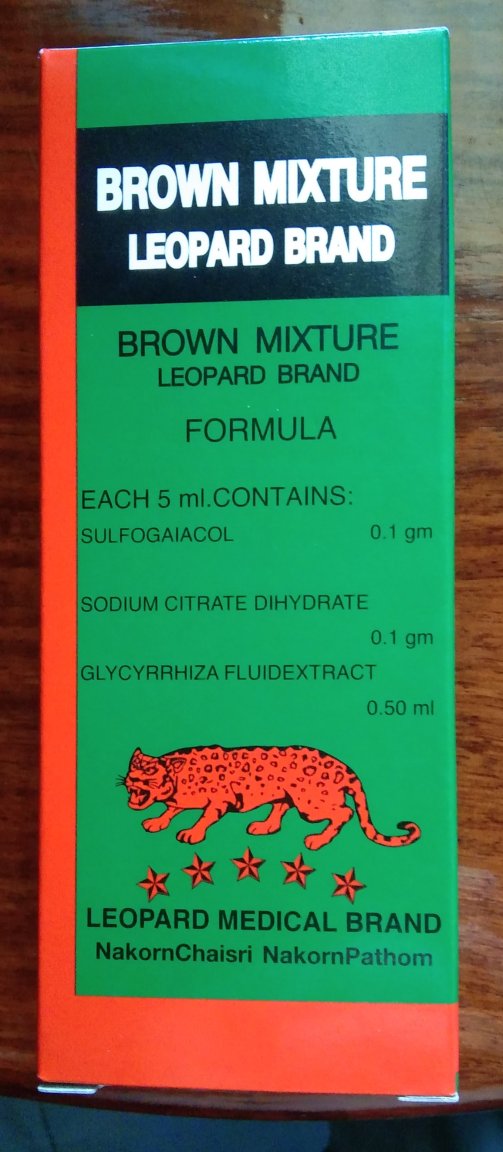 BROWN MIXTURE
LEOPARD BRAND
BROWN MIXTURE
LEOPARD BRAND
FORMULA
EACH 5 ml.CONTAINS:
SULFOGAIACOL 0.1 gm
SODIUM CITRATE DIHYDRATE
0.1 gm
GLYCYRRHIZA FLUIDEXTRACT
0.50 ml
LEOPARD MEDICAL BRAND
NakornChaisri NakornPathom